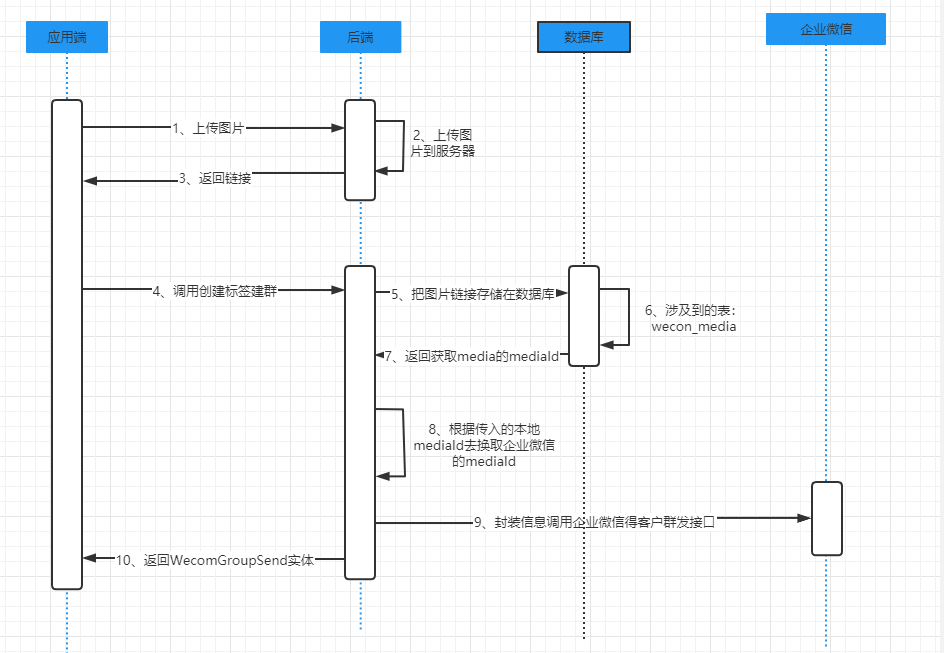 应用端
后端
数据库
企业微信
1、上传图片
2、上传图
片到服务器
3、返回链接
4、调用创建标签建群
5、把图片链接存储在数据库
6、涉及到的表：
wecon_media
7、返回获取media的mediaId
8、根据传入的本地
mediaId去换取企业微信
的mediaId
9、封装信息调用企业微信得客户群发接口
10、返回WecomGroupSend实体